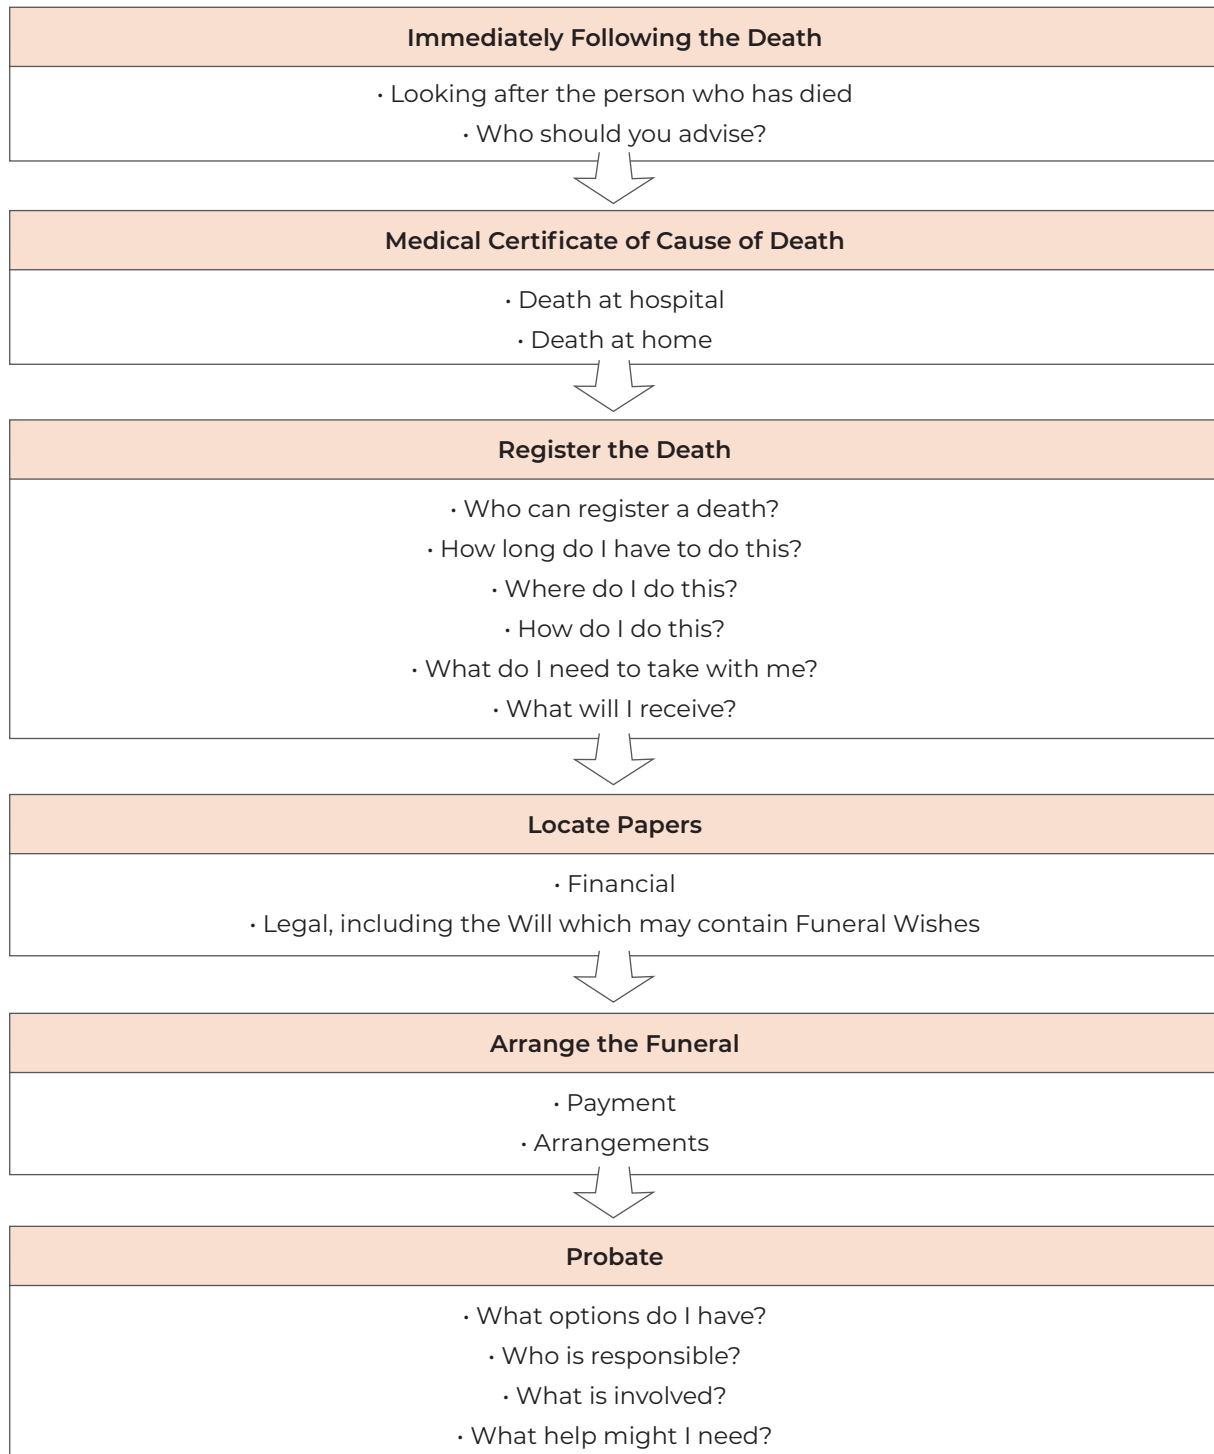 Immediately Following the Death
• Looking after the person who has died
• Who should you advise?
Medical Certificate of Cause of Death
• Death at hospital
• Death at home
Register the Death
• Who can register a death?
• How long do I have to do this?
• Where do I do this?
• How do I do this?
• What do I need to take with me?
• What will I receive?
Locate Papers
• Financial
• Legal, including the Will which may contain Funeral Wishes
Arrange the Funeral
• Payment
• Arrangements
Probate
• What options do I have?
• Who is responsible?
• What is involved?
• What help might I need?